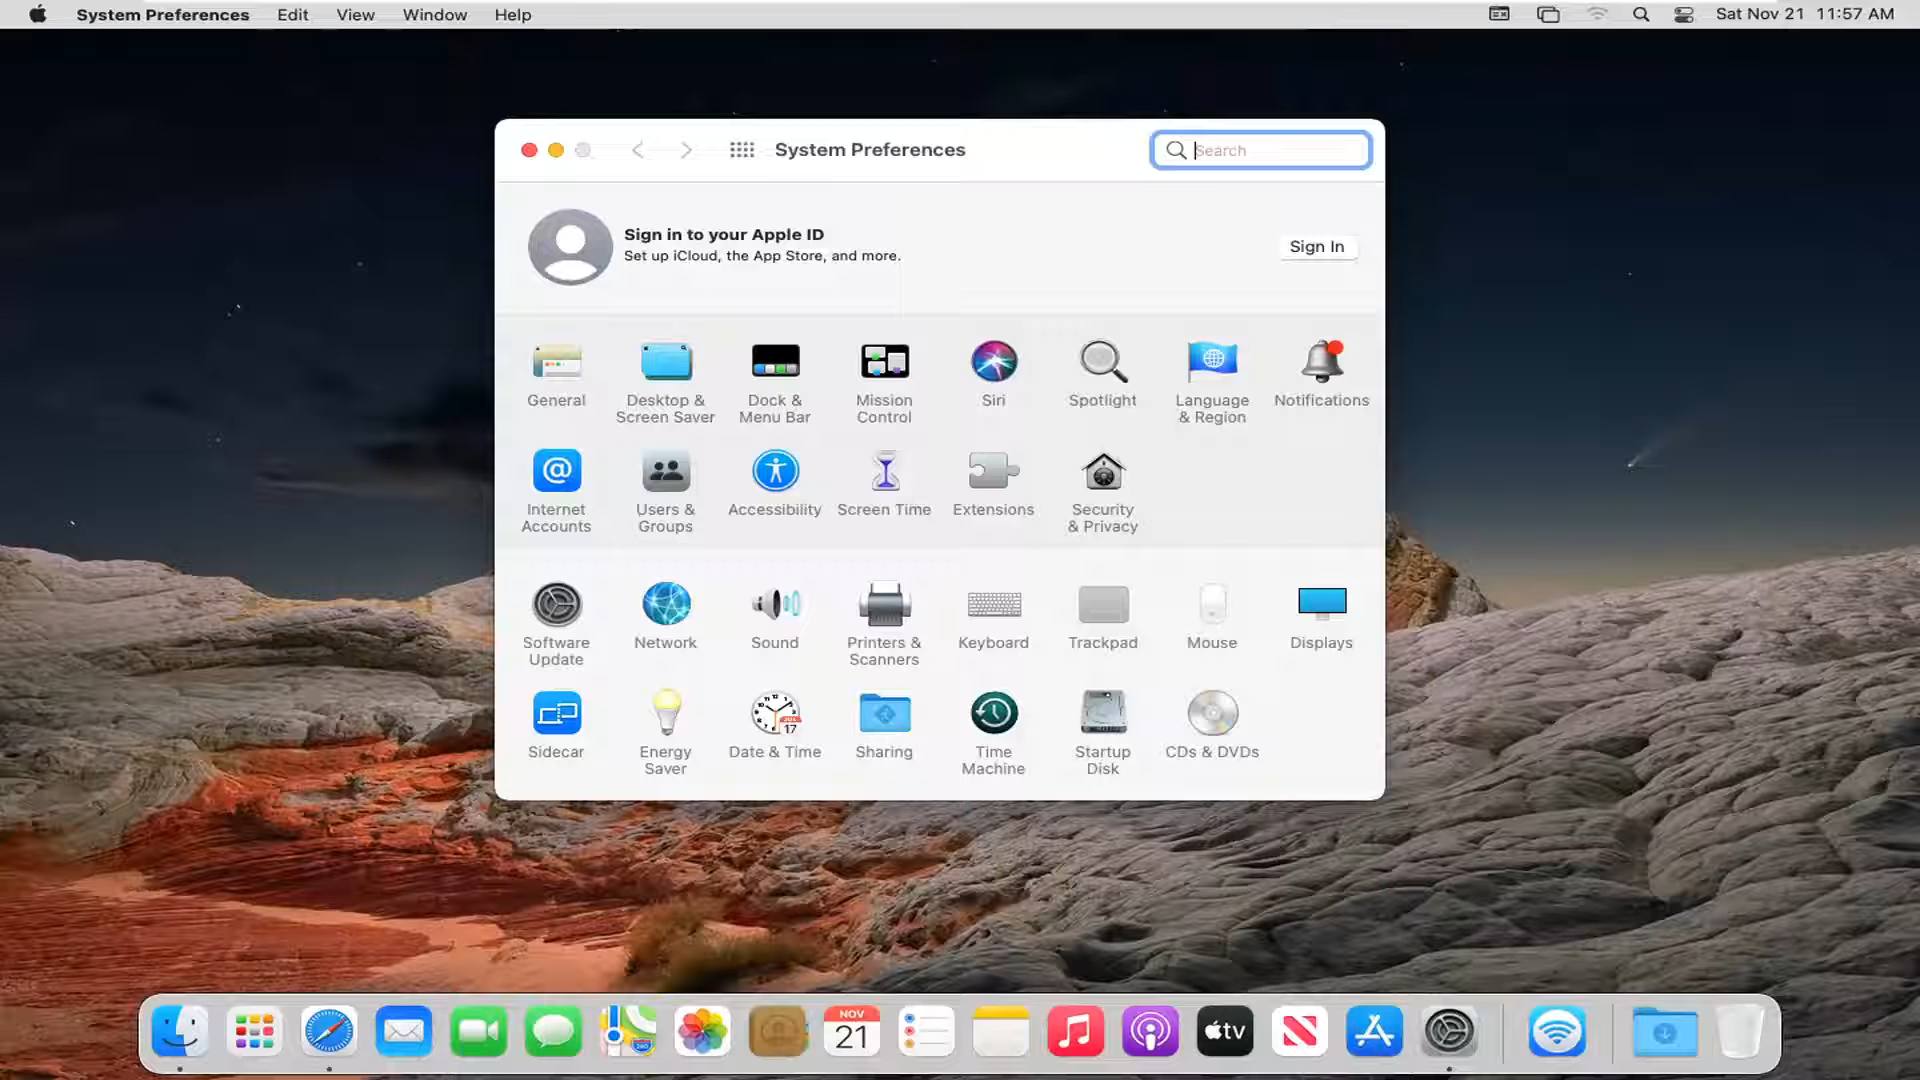 System Preferences Edit View Window Help Sat Nov 21 11:57 AM
System Preferences
Search
Sign in to your Apple ID
Set up iCloud, the App Store, and more.
Sign In
General
Desktop &
Screen Saver
Dock &
Menu Bar
Mission
Control
Siri
Spotlight
Language
& Region
Notifications
Internet
Accounts
Users &
Groups
Accessibility
Screen Time
Extensions
Security
& Privacy
Software
Update
Network
Sound
Printers &
Scanners
Keyboard
Trackpad
Mouse
Displays
Sidecar
Energy
Saver
17
Date & Time
Sharing
Time
Machine
Startup
Disk
CDs & DVDs
NOV
21
tv